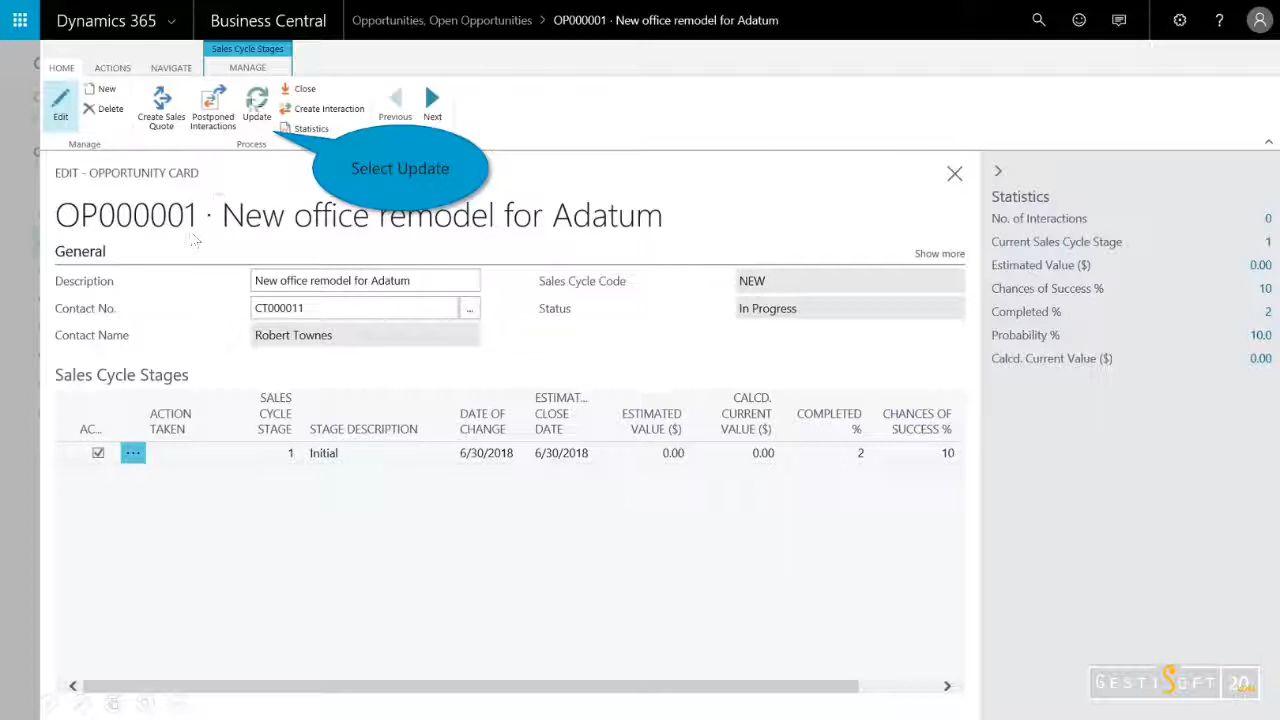 Dynamics 365
Business Central
Opportunities, Open Opportunities > OP000001 · New office remodel for Adatum
?
Sales Cycle Stages
HOME
ACTIONS
NAVIGATE
MANAGE
Edit
New
Delete
Create Sales
Quote
Postponed
Interactions
Update
Close
Create Interaction
Statistics
Previous
Next
Manage
Process
Select Update
EDIT - OPPORTUNITY CARD
OP000001 · New office remodel for Adatum
General
Show more
Description
New office remodel for Adatum
Sales Cycle Code
NEW
Contact No.
CT000011
...
Status
In Progress
Contact Name
Robert Townes
Sales Cycle Stages
AC...
ACTION
TAKEN
SALES
CYCLE
STAGE
STAGE DESCRIPTION
DATE OF
CHANGE
ESTIMAT...
CLOSE
DATE
ESTIMATED
VALUE ($)
CALCD.
CURRENT
VALUE ($)
COMPLETED
%
CHANCES OF
SUCCESS %
... 1 Initial 6/30/2018 6/30/2018 0.00 0.00 2 10
Statistics
No. of Interactions 0
Current Sales Cycle Stage 1
Estimated Value ($) 0.00
Chances of Success % 10
Completed % 2
Probability % 10.0
Calcd. Current Value ($) 0.00
GESTISOFT 20